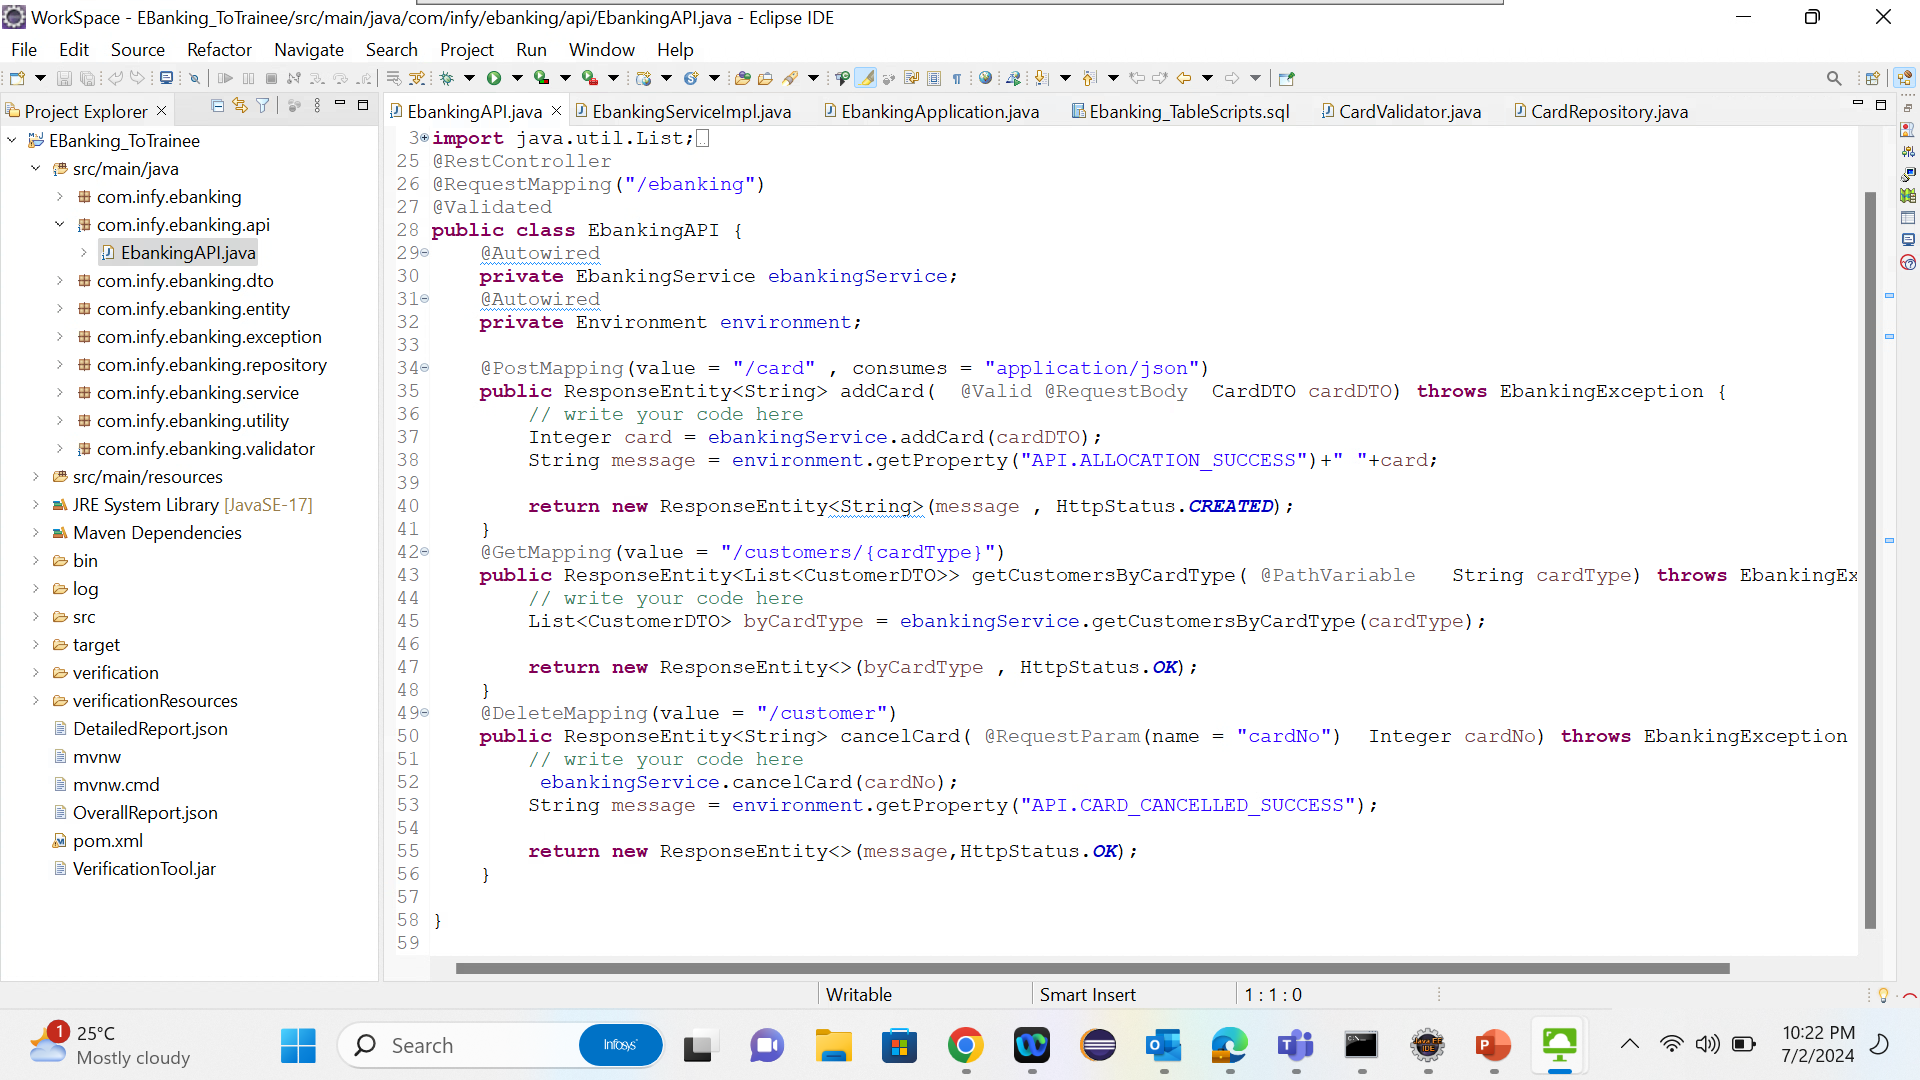 WorkSpace - EBanking_ToTrainee/src/main/java/com/infy/ebanking/api/EbankingAPI.java - Eclipse IDE
File Edit Source Refactor Navigate Search Project Run Window Help
Project Explorer
EBanking_ToTrainee
src/main/java
com.infy.ebanking
com.infy.ebanking.api
EbankingAPI.java
com.infy.ebanking.dto
com.infy.ebanking.entity
com.infy.ebanking.exception
com.infy.ebanking.repository
com.infy.ebanking.service
com.infy.ebanking.utility
com.infy.ebanking.validator
src/main/resources
JRE System Library [JavaSE-17]
Maven Dependencies
bin
log
src
target
verification
verificationResources
DetailedReport.json
mvnw
mvnw.cmd
OverallReport.json
pom.xml
VerificationTool.jar
EbankingAPI.java EbankingServiceImpl.java EbankingApplication.java Ebanking_TableScripts.sql CardValidator.java CardRepository.java
3 import java.util.List;
25 @RestController
26 @RequestMapping("/ebanking")
27 @Validated
28 public class EbankingAPI {
29 @Autowired
30 private EbankingService ebankingService;
31 @Autowired
32 private Environment environment;
33
34 @PostMapping(value = "/card" , consumes = "application/json")
35 public ResponseEntity<String> addCard( @Valid @RequestBody CardDTO cardDTO) throws EbankingException {
36 // write your code here
37 Integer card = ebankingService.addCard(cardDTO);
38 String message = environment.getProperty("API.ALLOCATION_SUCCESS")+" "+card;
39
40 return new ResponseEntity<String>(message , HttpStatus.CREATED);
41 }
42 @GetMapping(value = "/customers/{cardType}")
43 public ResponseEntity<List<CustomerDTO>> getCustomersByCardType( @PathVariable String cardType) throws EbankingEx
44 // write your code here
45 List<CustomerDTO> byCardType = ebankingService.getCustomersByCardType(cardType);
46
47 return new ResponseEntity<>(byCardType , HttpStatus.OK);
48 }
49 @DeleteMapping(value = "/customer")
50 public ResponseEntity<String> cancelCard( @RequestParam(name = "cardNo") Integer cardNo) throws EbankingException
51 // write your code here
52 ebankingService.cancelCard(cardNo);
53 String message = environment.getProperty("API.CARD_CANCELLED_SUCCESS");
54
55 return new ResponseEntity<>(message,HttpStatus.OK);
56 }
57
58 }
59
Writable Smart Insert 1 : 1 : 0
1 25°C
Mostly cloudy
Search Infosys
10:22 PM
7/2/2024